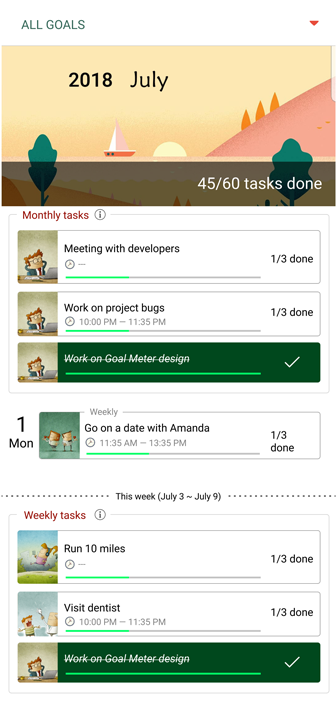 ALL GOALS
2018 July
45/60 tasks done
Monthly tasks
Meeting with developers
---
1/3 done
Work on project bugs
10:00 PM — 11:35 PM
1/3 done
Work on Goal Meter design
1
Mon
Weekly
Go on a date with Amanda
11:35 AM — 13:35 PM
1/3
done
This week (July 3 ~ July 9)
Weekly tasks
Run 10 miles
---
1/3 done
Visit dentist
10:00 PM — 11:35 PM
1/3 done
Work on Goal Meter design